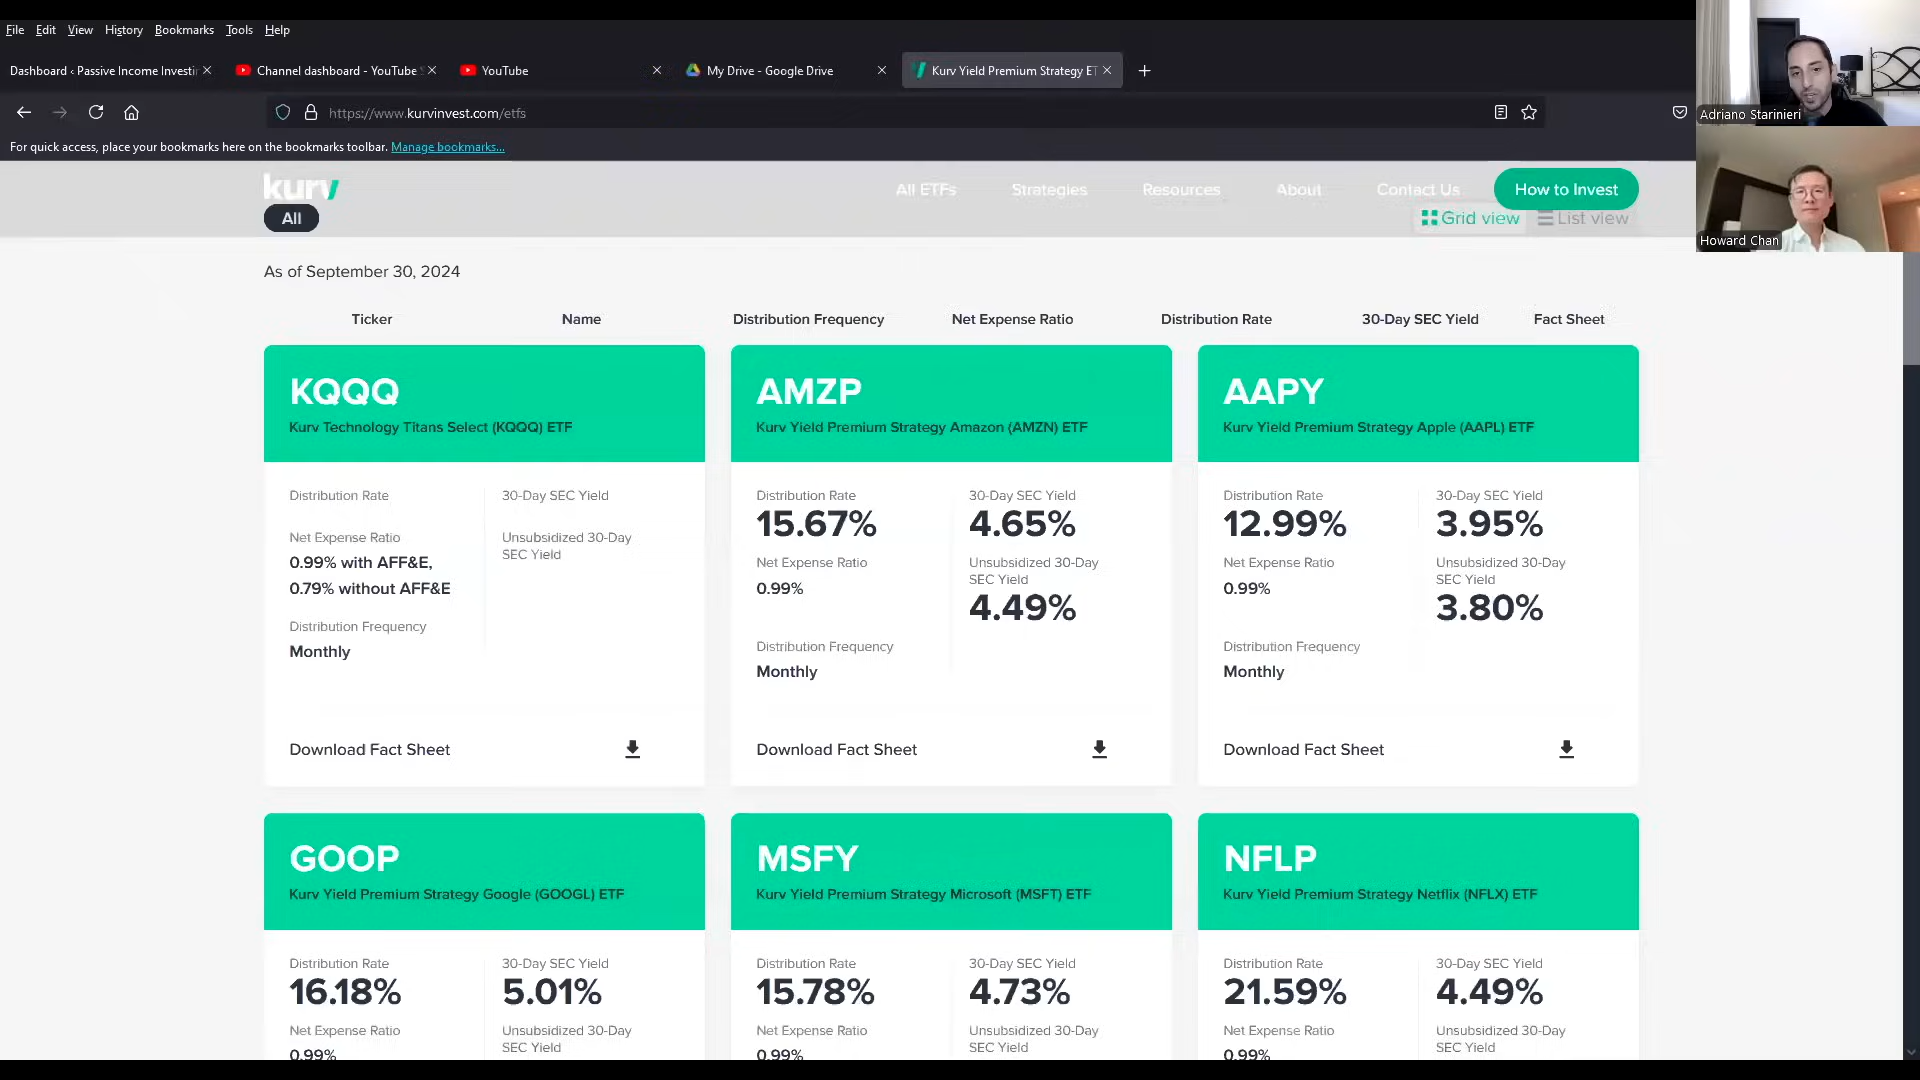 File Edit View History Bookmarks Tools Help
Dashboard ‹ Passive Income Investi
Channel dashboard - YouTube
YouTube
My Drive - Google Drive
Kurv Yield Premium Strategy ET
https://www.kurvinvest.com/etfs
For quick access, place your bookmarks here on the bookmarks toolbar. Manage bookmarks...
Adriano Starinieri
Howard Chan
kurv
All ETFs Strategies Resources About Contact Us How to Invest
All
Grid view List view
As of September 30, 2024
Ticker Name Distribution Frequency Net Expense Ratio Distribution Rate 30-Day SEC Yield Fact Sheet
KQQQ
Kurv Technology Titans Select (KQQQ) ETF
Distribution Rate
30-Day SEC Yield
Net Expense Ratio
0.99% with AFF&E,
0.79% without AFF&E
Unsubsidized 30-Day
SEC Yield
Distribution Frequency
Monthly
Download Fact Sheet
AMZP
Kurv Yield Premium Strategy Amazon (AMZN) ETF
Distribution Rate
15.67%
30-Day SEC Yield
4.65%
Net Expense Ratio
0.99%
Unsubsidized 30-Day
SEC Yield
4.49%
Distribution Frequency
Monthly
Download Fact Sheet
AAPY
Kurv Yield Premium Strategy Apple (AAPL) ETF
Distribution Rate
12.99%
30-Day SEC Yield
3.95%
Net Expense Ratio
0.99%
Unsubsidized 30-Day
SEC Yield
3.80%
Distribution Frequency
Monthly
Download Fact Sheet
GOOP
Kurv Yield Premium Strategy Google (GOOGL) ETF
Distribution Rate
16.18%
30-Day SEC Yield
5.01%
Net Expense Ratio
0.99%
Unsubsidized 30-Day
SEC Yield
MSFY
Kurv Yield Premium Strategy Microsoft (MSFT) ETF
Distribution Rate
15.78%
30-Day SEC Yield
4.73%
Net Expense Ratio
0.99%
Unsubsidized 30-Day
SEC Yield
NFLP
Kurv Yield Premium Strategy Netflix (NFLX) ETF
Distribution Rate
21.59%
30-Day SEC Yield
4.49%
Net Expense Ratio
0.99%
Unsubsidized 30-Day
SEC Yield